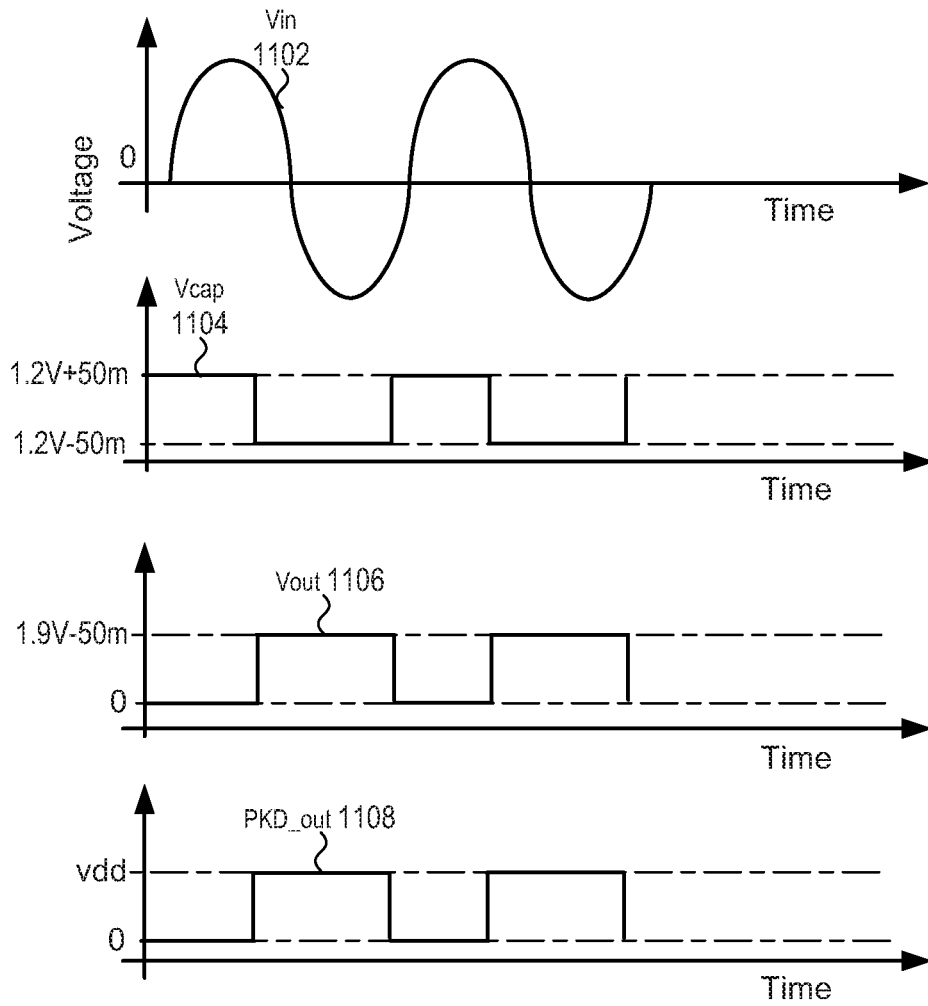 Vin
1102
0
Voltage
Time
Vcap
1104
1.2V+50m
1.2V-50m
Time
Vout 1106
1.9V-50m
0
Time
PKD_out 1108
vdd
0
Time